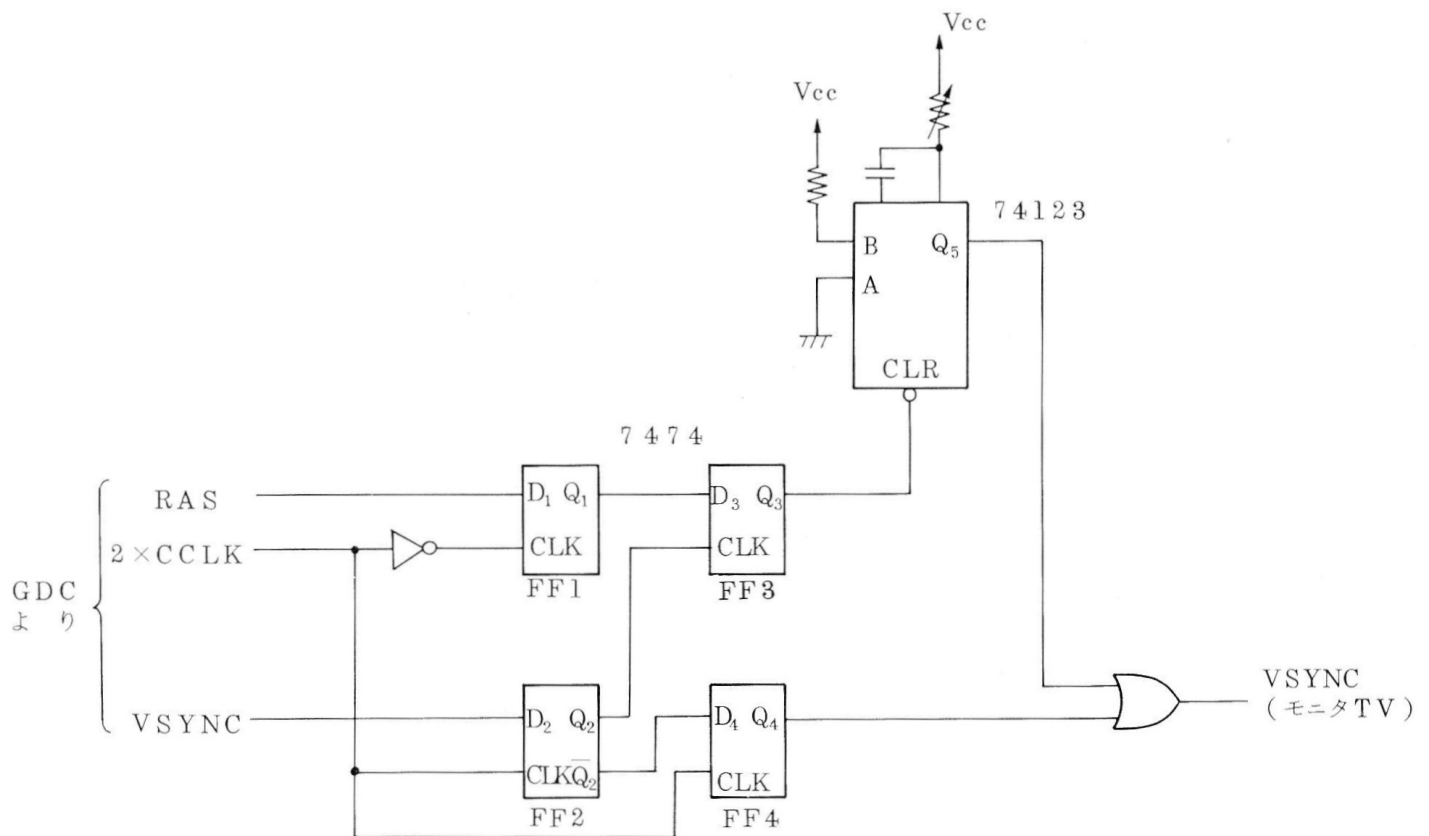 Vcc
Vcc
74123
B Q₅
A
CLR
7474
RAS
D₁ Q₁
D₃ Q₃
2×CCLK
CLK
CLK
FF1
FF3
GDC
より
VSYNC
D₂ Q₂
D₄ Q₄
VSYNC
(モニタTV)
CLK Q̅₂
CLK
FF2
FF4